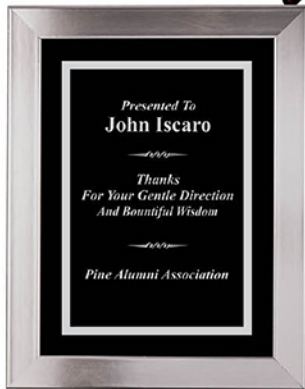 Presented To
John Iscaro
Thanks
For Your Gentle Direction
And Bountiful Wisdom
Pine Alumni Association